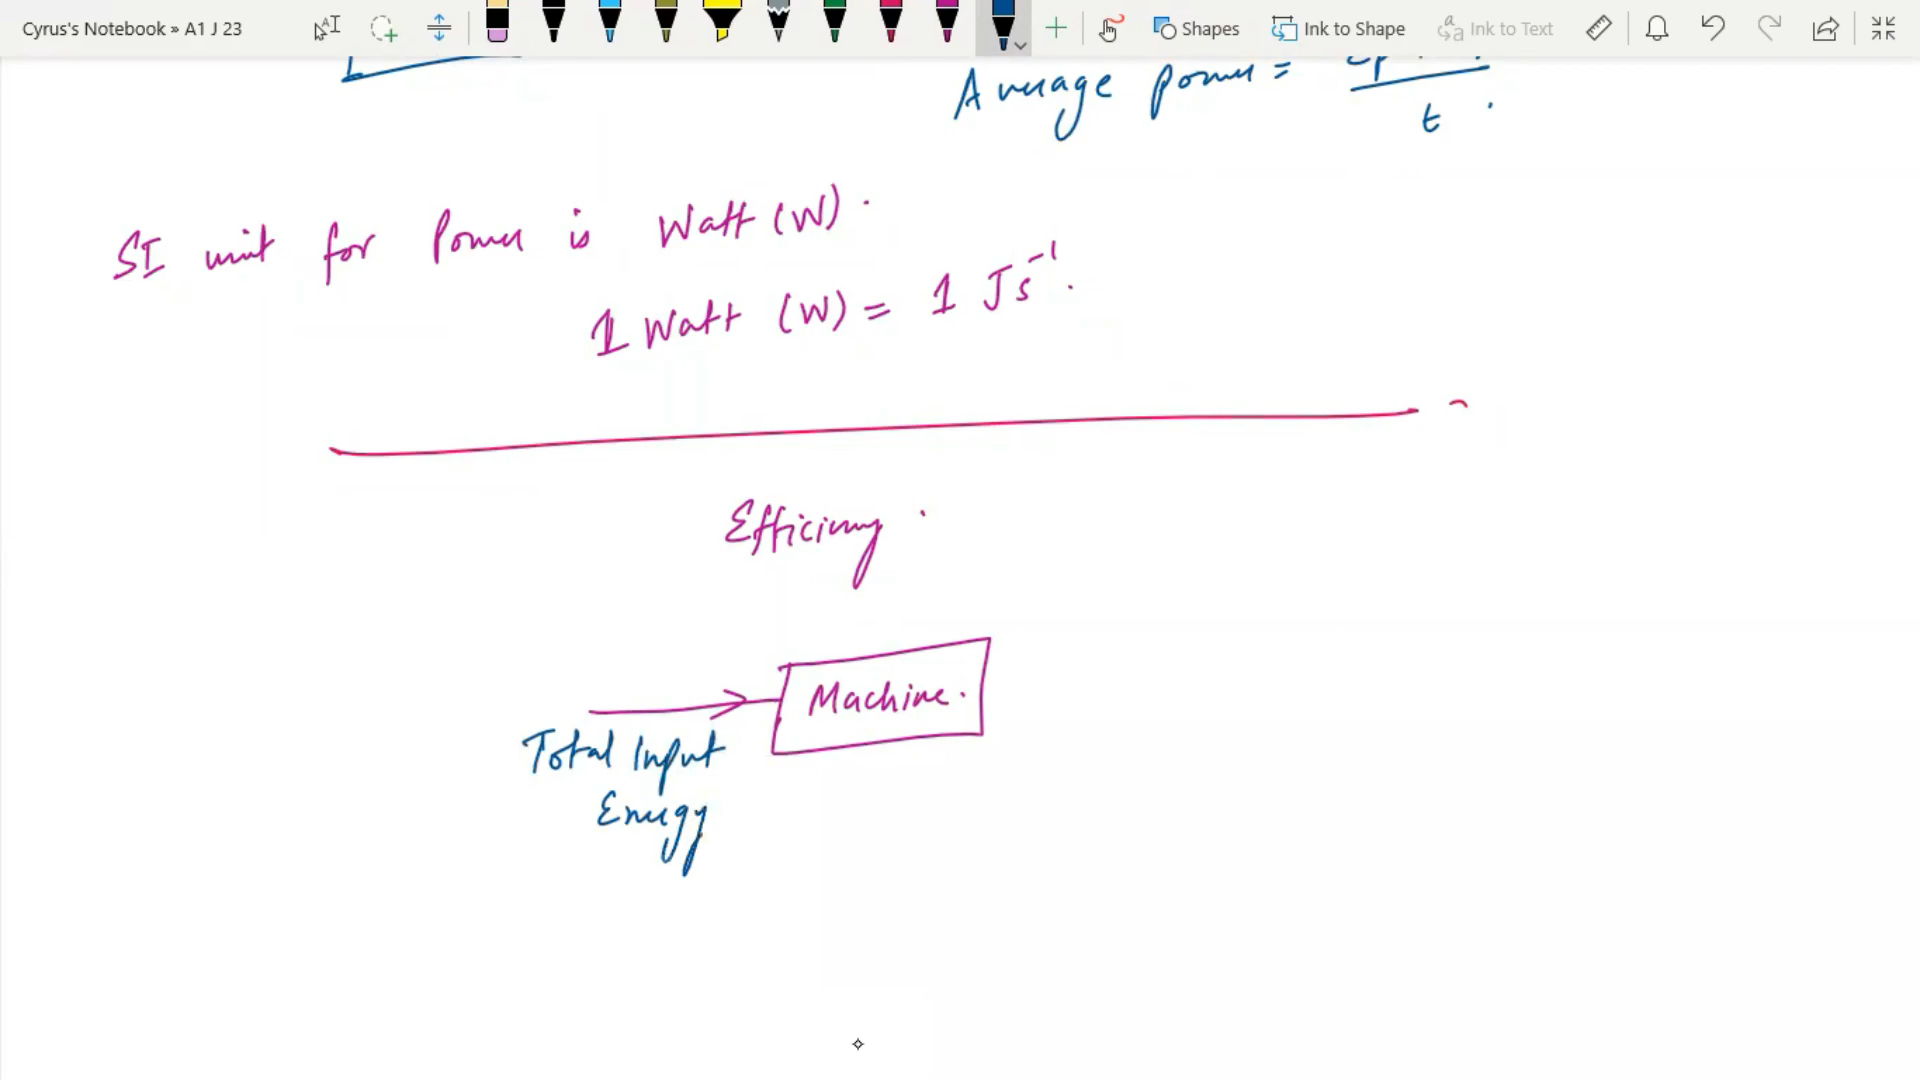 Cyrus's Notebook » A1 J 23
Shapes
Ink to Shape
Ink to Text
Average power =
t
SI unit for Power is Watt (W).
1 Watt (W) = 1 Js⁻¹.
Efficiency
Machine.
Total Input
Energy